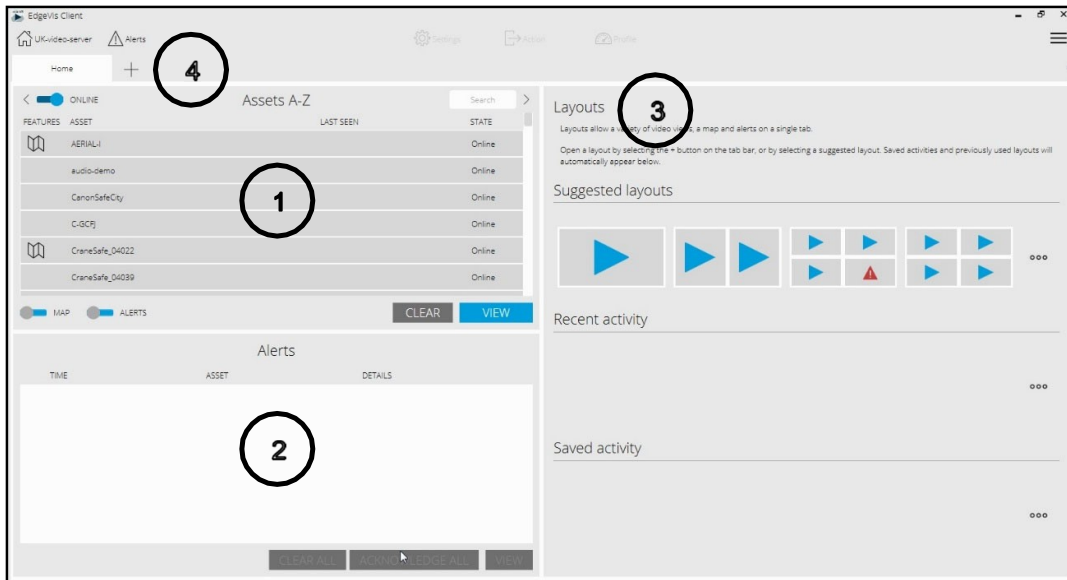 EdgeVis Client
UK-video-server Alerts Settings Action Profile
Home
4
ONLINE Assets A-Z Search
FEATURES ASSET LAST SEEN STATE
AERIAL-I Online
audio-demo Online
CanonSafeCity Online
1
C-GCFJ Online
CraneSafe_04022 Online
CraneSafe_04039 Online
MAP ALERTS CLEAR VIEW
Alerts
TIME ASSET DETAILS
2
CLEAR ALL ACKNOWLEDGE ALL VIEW
Layouts
3
Layouts allow a variety of video views, a map and alerts on a single tab.
Open a layout by selecting the + button on the tab bar, or by selecting a suggested layout. Saved activities and previously used layouts will
automatically appear below.
Suggested layouts
Recent activity
Saved activity